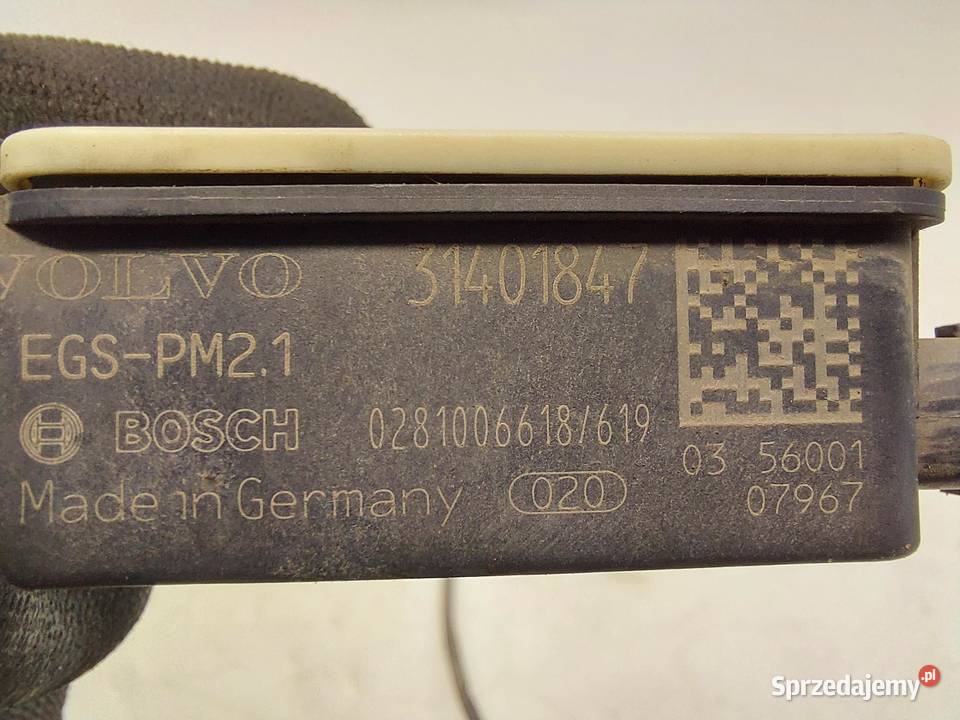 VOLVO 31401847
EGS-PM2.1
BOSCH 0281006618/619
03 56001
Made in Germany 020
07967
Sprzedajemy.pl